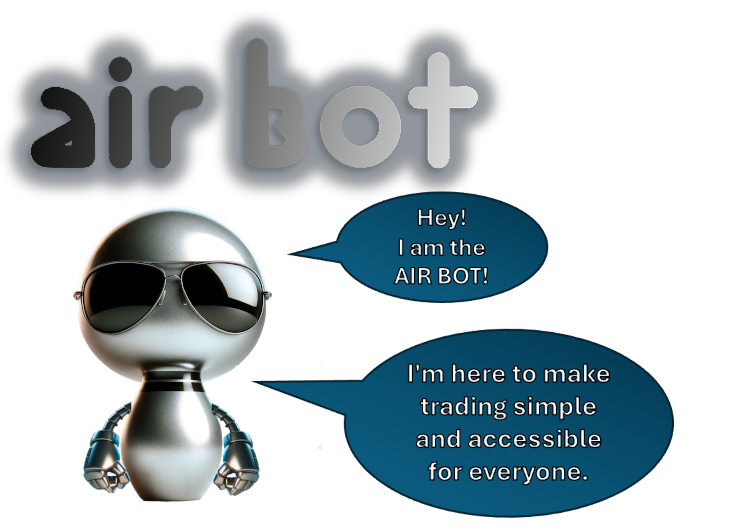 air bot
Hey!
I am the
AIR BOT!
I'm here to make
trading simple
and accessible
for everyone.